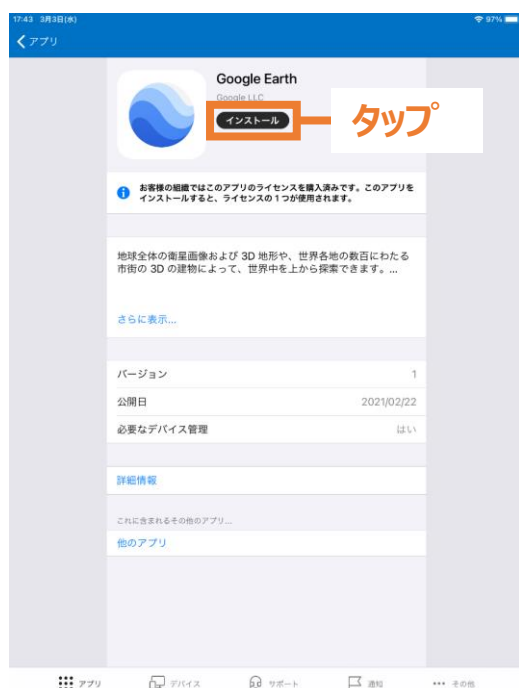 17:43 3月3日(水)
97%
アプリ
Google Earth
Google LLC
インストール
タップ
お客様の組織ではこのアプリのライセンスを購入済みです。このアプリを
インストールすると、ライセンスの1つが使用されます。
地球全体の衛星画像および 3D 地形や、世界各地の数百にわたる
市街の 3D の建物によって、世界中を上から探索できます。...
さらに表示...
バージョン 1
公開日 2021/02/22
必要なデバイス管理 はい
詳細情報
これに含まれるその他のアプリ...
他のアプリ
アプリ デバイス サポート 通知 その他